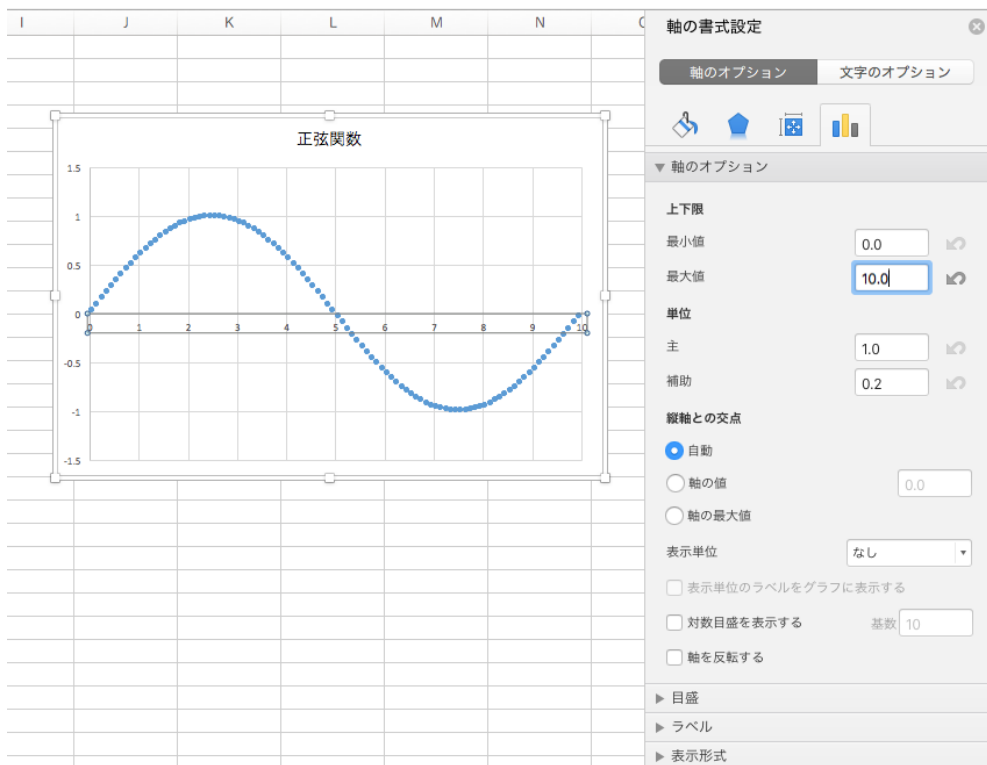 I J K L M N
正弦関数
1.5
1
0.5
0
0 1 2 3 4 5 6 7 8 9 10
-0.5
-1
-1.5
軸の書式設定
軸のオプション 文字のオプション
軸のオプション
上下限
最小値 0.0
最大値 10.0
単位
主 1.0
補助 0.2
縦軸との交点
自動
軸の値 0.0
軸の最大値
表示単位 なし
表示単位のラベルをグラフに表示する
対数目盛を表示する 基数 10
軸を反転する
目盛
ラベル
表示形式